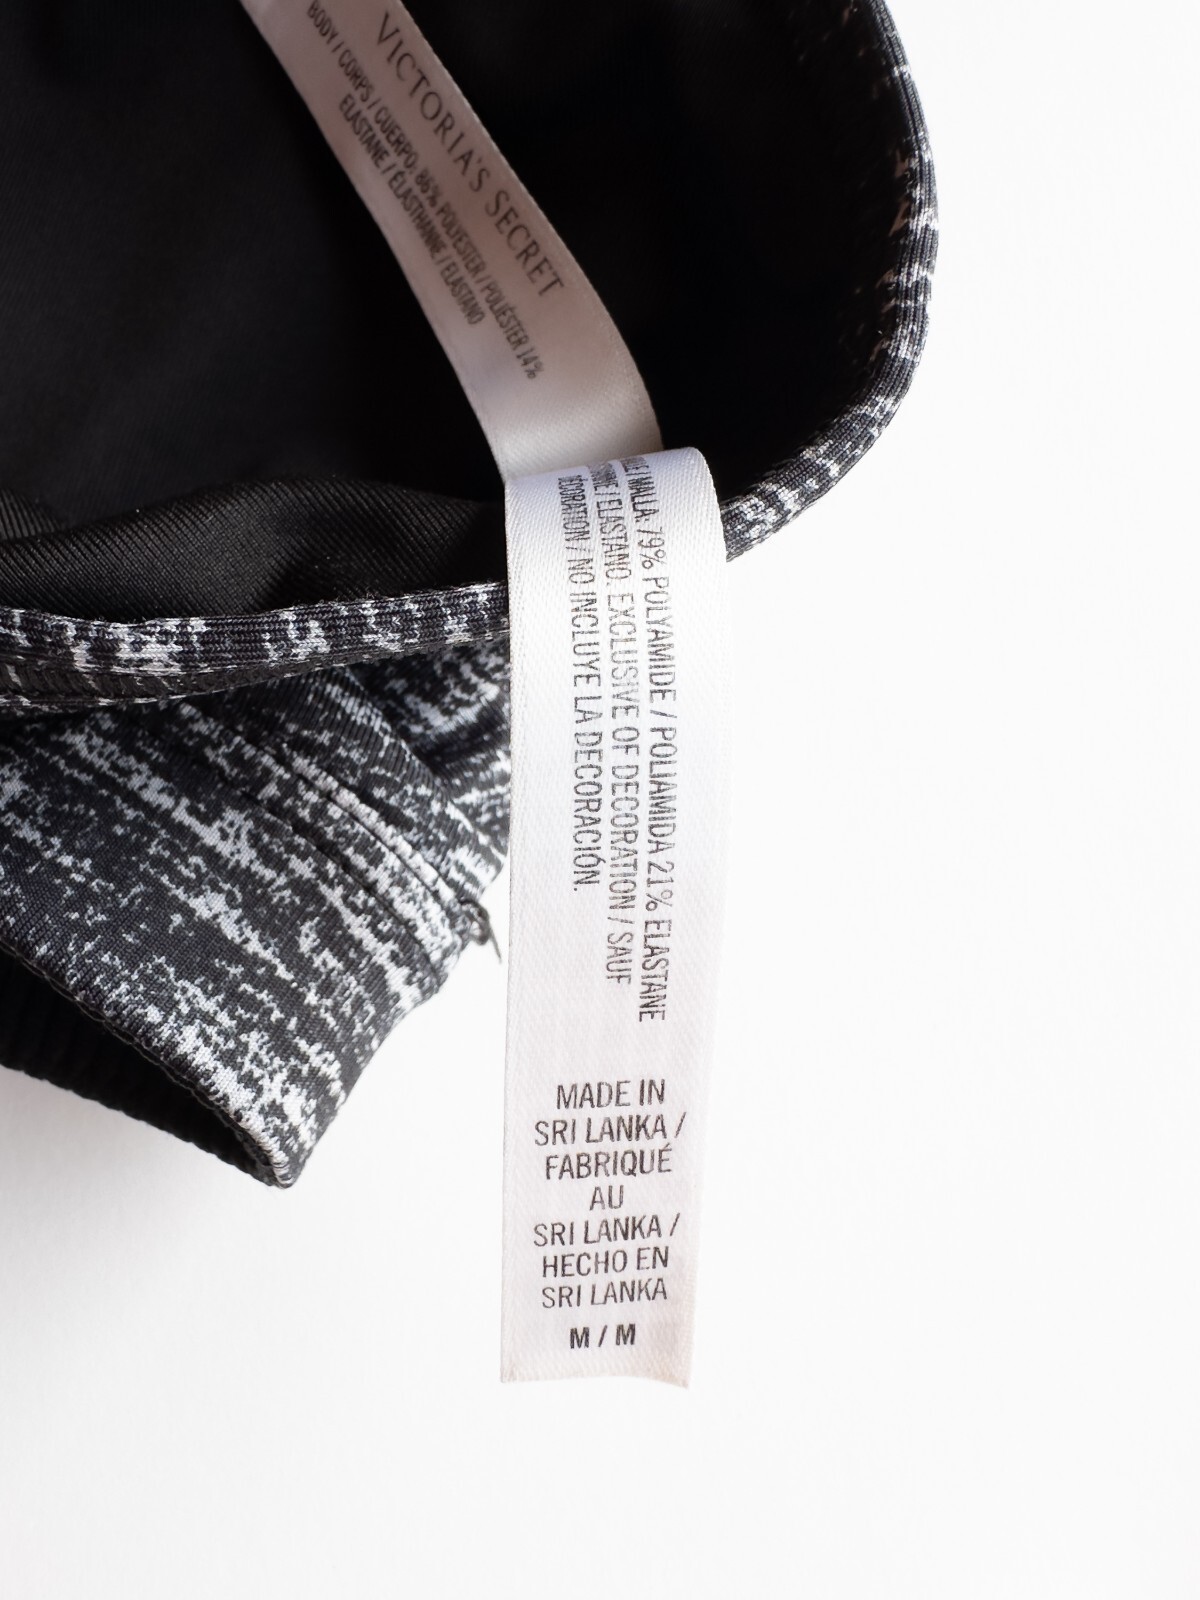 VICTORIA'S SECRET
BODY / CORPS / CUERPO: 86% POLYESTER / POLIÉSTER 14%
ELASTANE / ÉLASTHANNE / ELASTANO
/ MALLA: 79% POLYAMIDE / POLIAMIDA 21% ELASTANE
/ ELASTANO. EXCLUSIVE OF DECORATION / SAUF
DÉCORATION / NO INCLUYE LA DECORACIÓN.
MADE IN
SRI LANKA /
FABRIQUÉ
AU
SRI LANKA /
HECHO EN
SRI LANKA
M / M